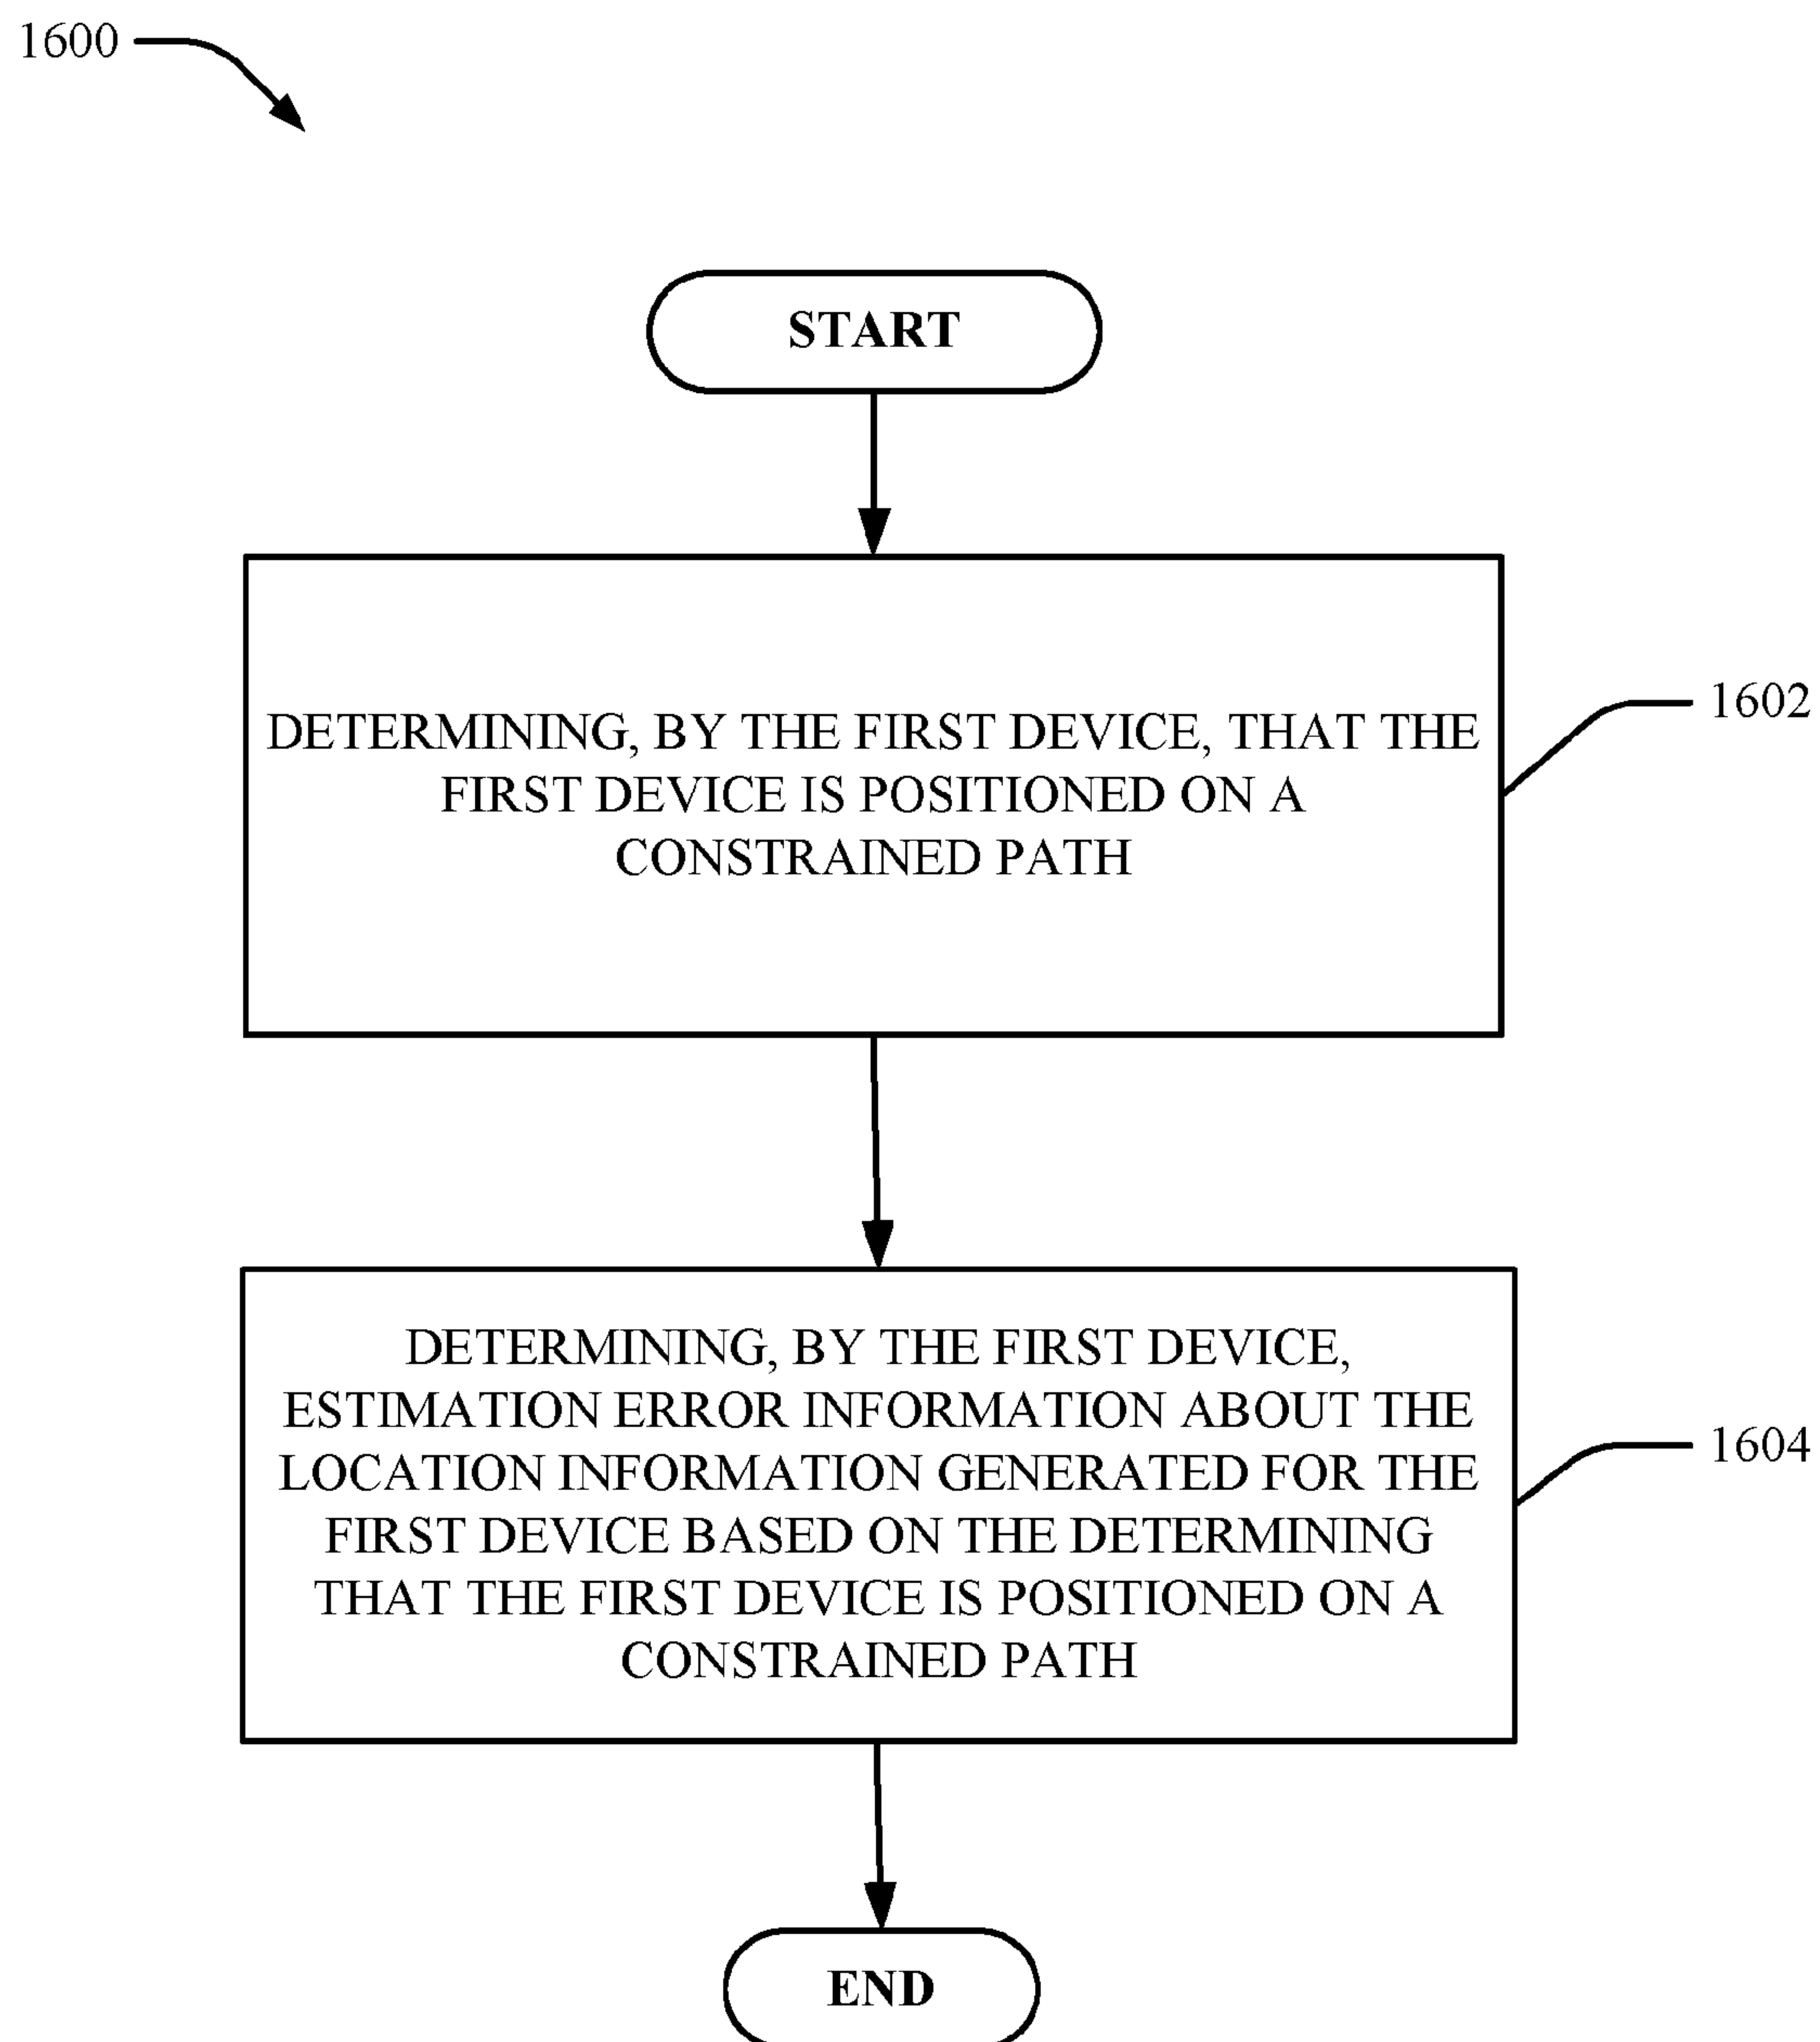 1600
START
DETERMINING, BY THE FIRST DEVICE, THAT THE
FIRST DEVICE IS POSITIONED ON A
CONSTRAINED PATH
1602
DETERMINING, BY THE FIRST DEVICE,
ESTIMATION ERROR INFORMATION ABOUT THE
LOCATION INFORMATION GENERATED FOR THE
FIRST DEVICE BASED ON THE DETERMINING
THAT THE FIRST DEVICE IS POSITIONED ON A
CONSTRAINED PATH
1604
END